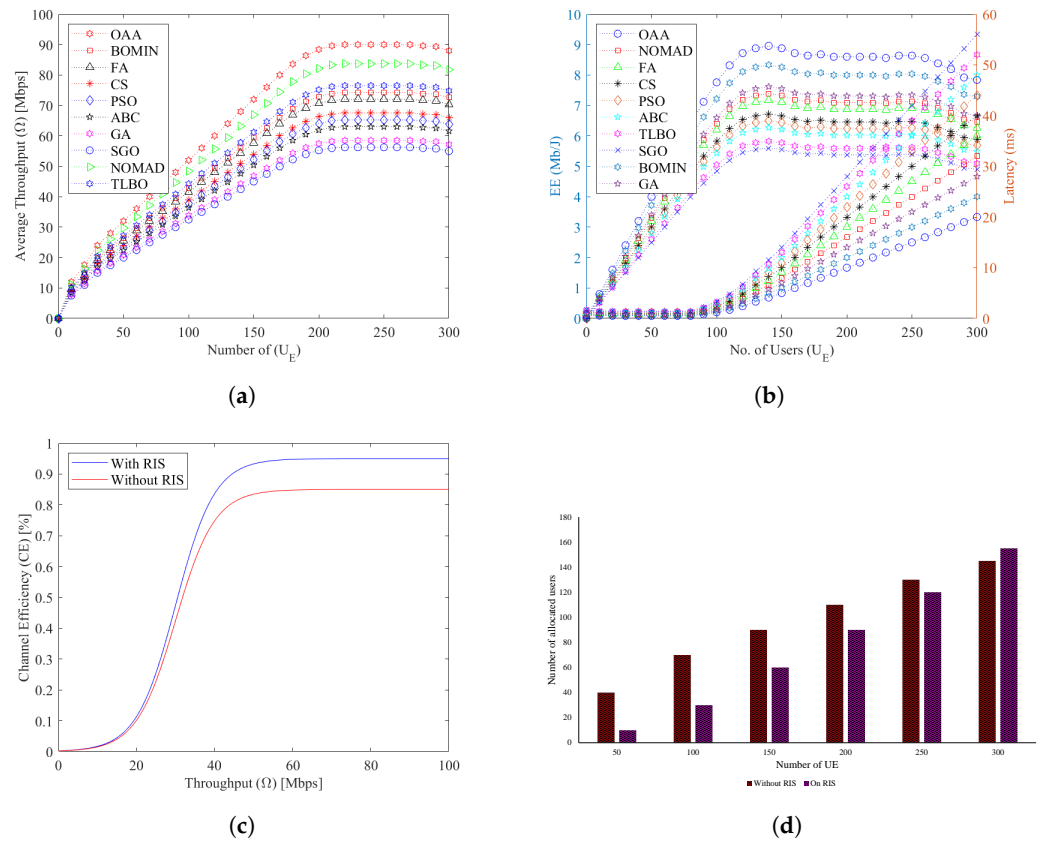 100
90
80
70
60
50
40
30
20
10
0
Average Throughput (Ω) [Mbps]
OAA
BOMIN
FA
CS
PSO
ABC
GA
SGO
NOMAD
TLBO
0 50 100 150 200 250 300
Number of (U_E)
(a)
10
9
8
7
6
5
4
3
2
1
0
EE (Mb/J)
OAA
NOMAD
FA
CS
PSO
ABC
TLBO
SGO
BOMIN
GA
60
50
40
30
20
10
0
Latency (ms)
0 50 100 150 200 250 300
No. of Users (U_E)
(b)
1
0.9
0.8
0.7
0.6
0.5
0.4
0.3
0.2
0.1
0
Channel Efficiency (CE) [%]
With RIS
Without RIS
0 20 40 60 80 100
Throughput (Ω) [Mbps]
(c)
180
160
140
120
100
80
60
40
20
0
Number of allocated users
50 100 150 200 250 300
Number of UE
Without RIS On RIS
(d)